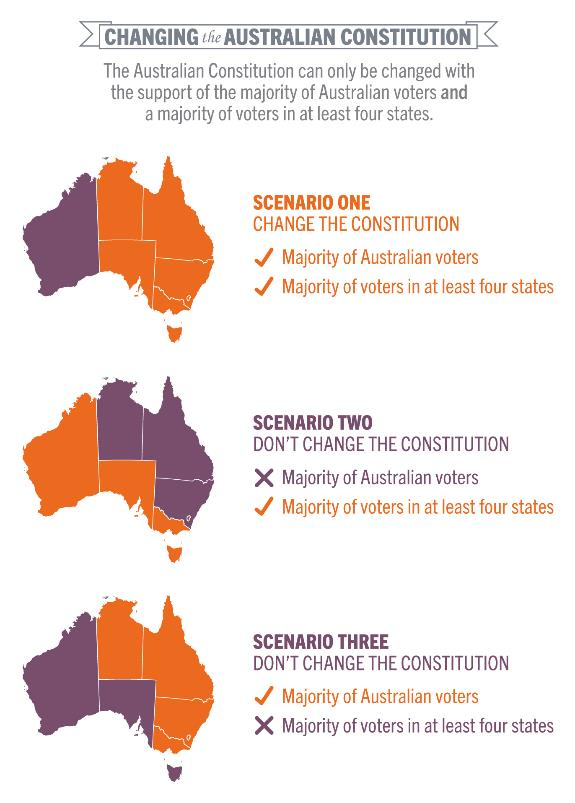 CHANGING the AUSTRALIAN CONSTITUTION
The Australian Constitution can only be changed with
the support of the majority of Australian voters and
a majority of voters in at least four states.
SCENARIO ONE
CHANGE THE CONSTITUTION
Majority of Australian voters
Majority of voters in at least four states
SCENARIO TWO
DON'T CHANGE THE CONSTITUTION
Majority of Australian voters
Majority of voters in at least four states
SCENARIO THREE
DON'T CHANGE THE CONSTITUTION
Majority of Australian voters
Majority of voters in at least four states